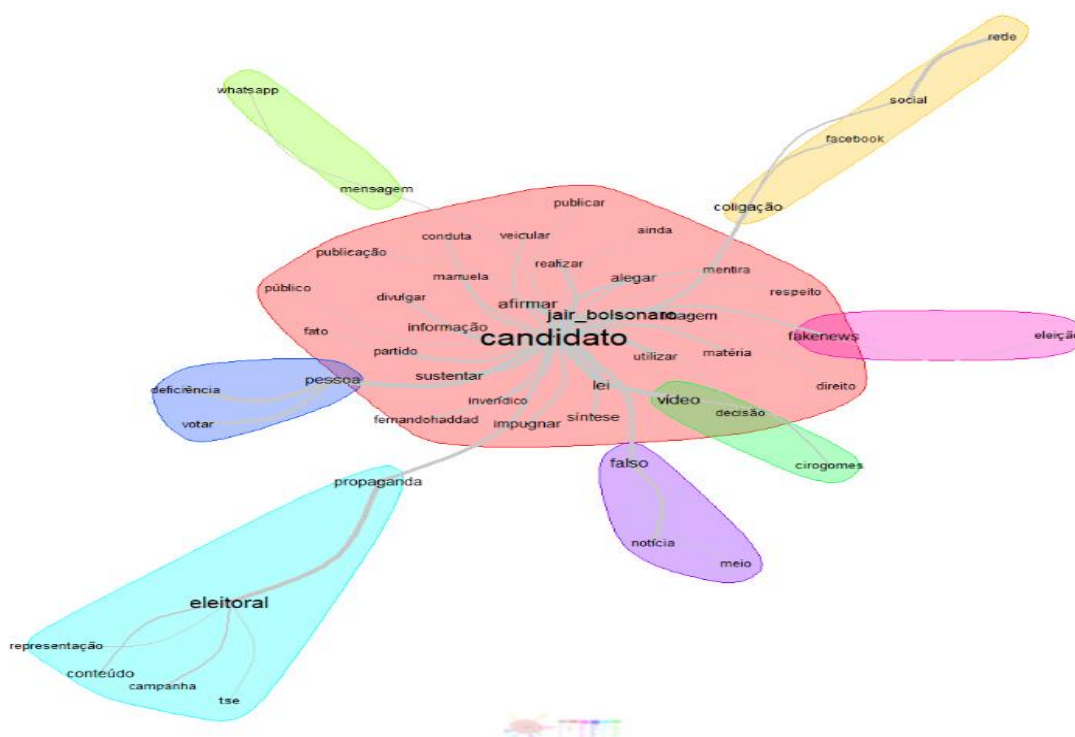 rede
whatsapp
social
facebook
mensagem
publicar
coligação
conduta
veicular
ainda
publicação
realizar
mentira
manuela
alegar
público
respeito
divulgar
afirmar
jair_bolsonaro
imagem
informação
fato
candidato
fakenews
eleição
partido
utilizar
matéria
sustentar
pessoa
lei
direito
deficiência
vídeo
inverídico
decisão
votar
fernandohaddad
impugnar
síntese
falso
cirogomes
propaganda
notícia
meio
eleitoral
representação
conteúdo
campanha
tse